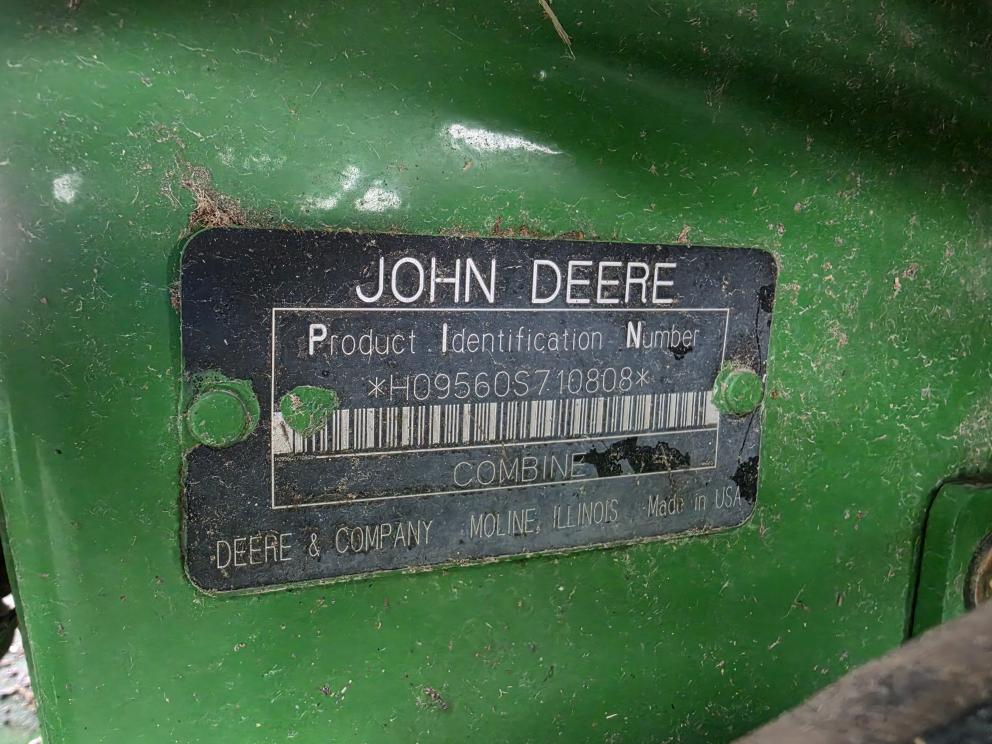 JOHN DEERE
Product Identification Number
*H09560S710808*
COMBINE
DEERE & COMPANY MOLINE, ILLINOIS Made in USA